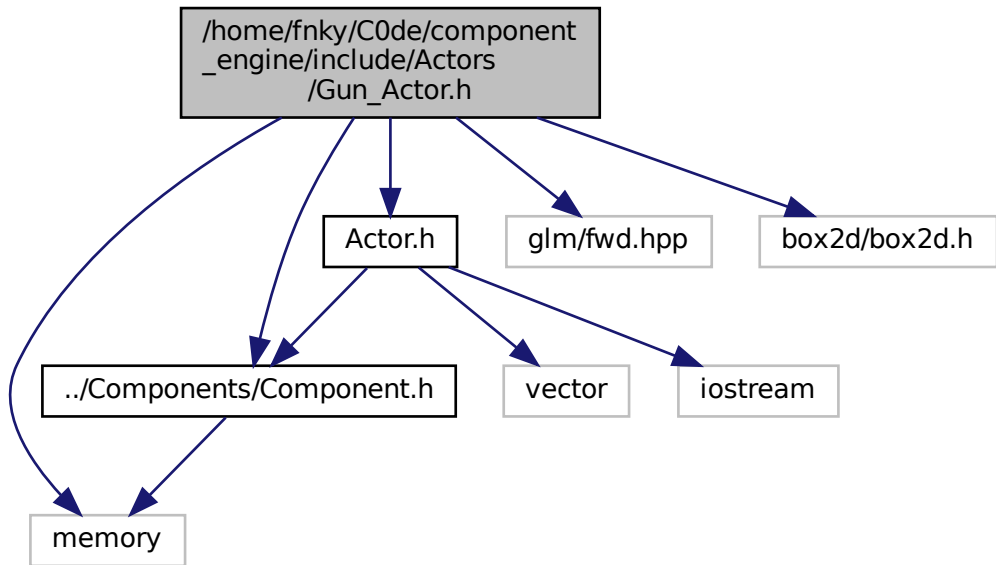 /home/fnky/C0de/component
_engine/include/Actors
/Gun_Actor.h
Actor.h
glm/fwd.hpp
box2d/box2d.h
../Components/Component.h
vector
iostream
memory